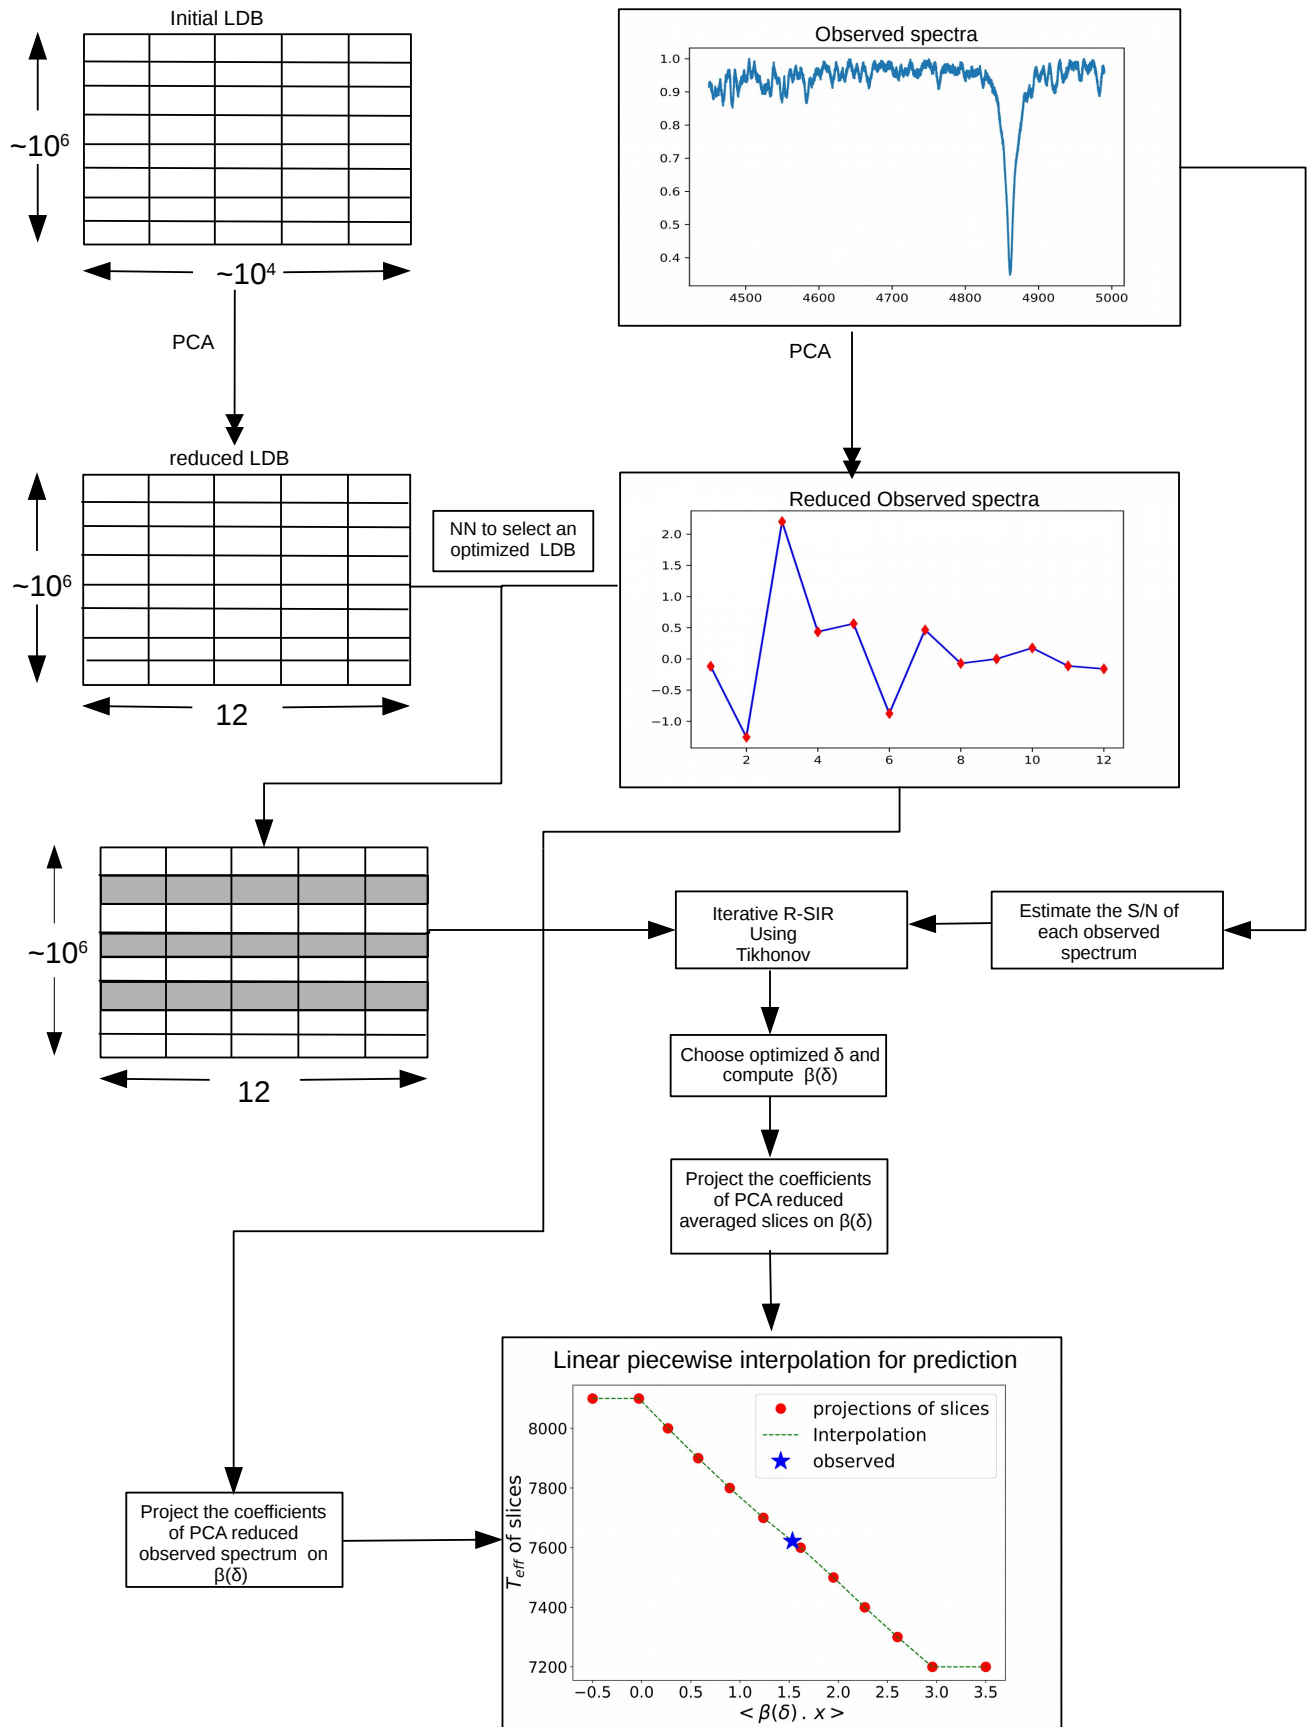 Initial LDB
~10⁶
~10⁴
PCA
Observed spectra
1.0
0.9
0.8
0.7
0.6
0.5
0.4
4500 4600 4700 4800 4900 5000
PCA
reduced LDB
~10⁶
12
NN to select an
optimized LDB
Reduced Observed spectra
2.0
1.5
1.0
0.5
0.0
−0.5
−1.0
2 4 6 8 10 12
~10⁶
12
Iterative R-SIR
Using
Tikhonov
Estimate the S/N of
each observed
spectrum
Choose optimized δ and
compute β(δ)
Project the coefficients
of PCA reduced
averaged slices on β(δ)
Project the coefficients
of PCA reduced
observed spectrum on
β(δ)
Linear piecewise interpolation for prediction
projections of slices
Interpolation
observed
T_eff of slices
8000
7800
7600
7400
7200
−0.5 0.0 0.5 1.0 1.5 2.0 2.5 3.0 3.5
< β(δ) . x >